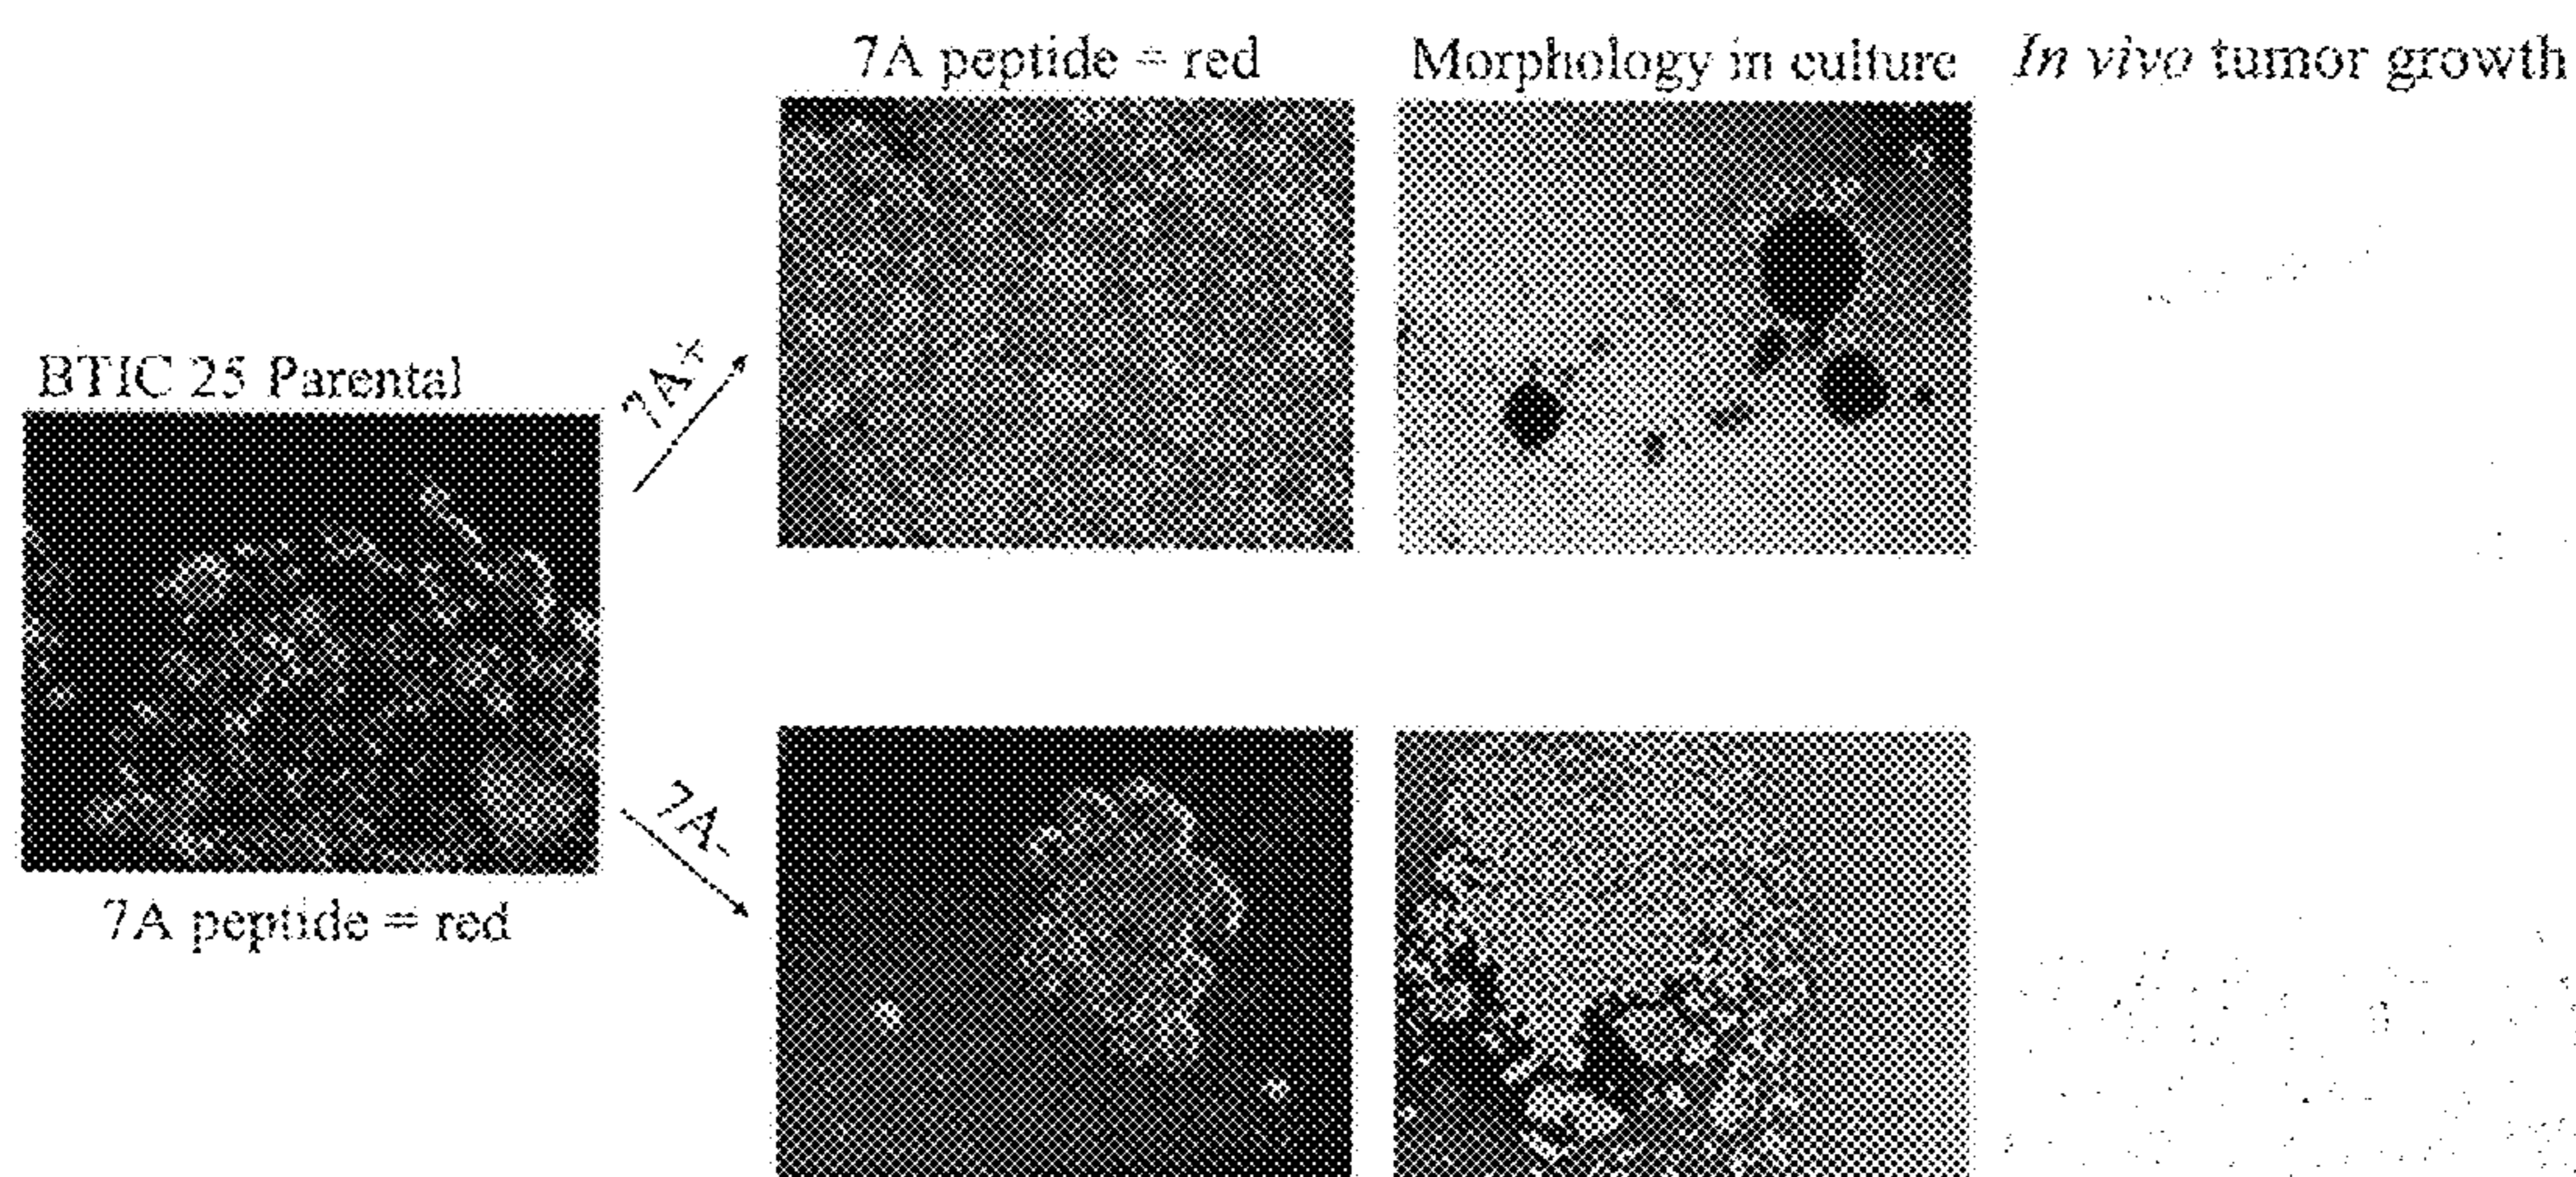 7A peptide = red
Morphology in culture
In vivo tumor growth
BTIC 25 Parental
7A+
7A-
7A peptide = red